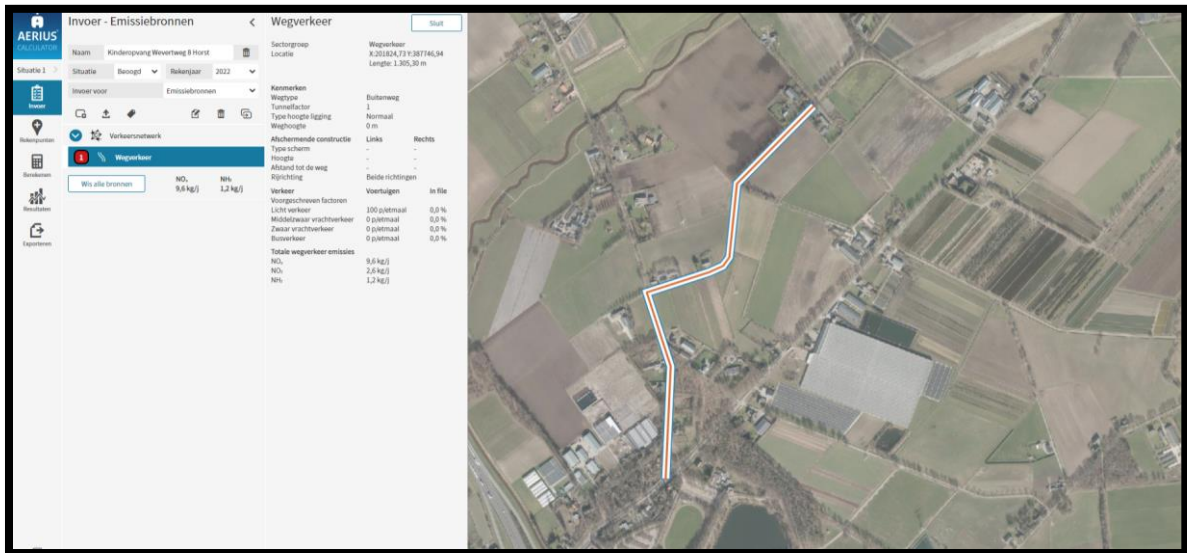 AERIUS
CALCULATOR
Situatie 1
Invoer
Rekenpunten
Berekenen
Resultaten
Exporteren
Invoer - Emissiebronnen
Naam Kinderopvang Wevertweg 8 Horst
Situatie Beoogd Rekenjaar 2022
Invoer voor Emissiebronnen
Verkeersnetwerk
1 Wegverkeer
Wis alle bronnen
NOₓ NH₃
9,6 kg/j 1,2 kg/j
Wegverkeer
Sluit
Sectorgroep Wegverkeer
Locatie X:201824,73 Y:387746,94
Lengte: 1.305,30 m
Kenmerken
Wegtype Buitenweg
Tunnelfactor 1
Type hoogte ligging Normaal
Weghoogte 0 m
Afschermende constructie Links Rechts
Type scherm - -
Hoogte - -
Afstand tot de weg - -
Rijrichting Beide richtingen
Verkeer Voertuigen In file
Voorgeschreven factoren
Licht verkeer 100 p/etmaal 0,0 %
Middelzwaar vrachtverkeer 0 p/etmaal 0,0 %
Zwaar vrachtverkeer 0 p/etmaal 0,0 %
Busverkeer 0 p/etmaal 0,0 %
Totale wegverkeer emissies
NOₓ 9,6 kg/j
NO₂ 2,6 kg/j
NH₃ 1,2 kg/j